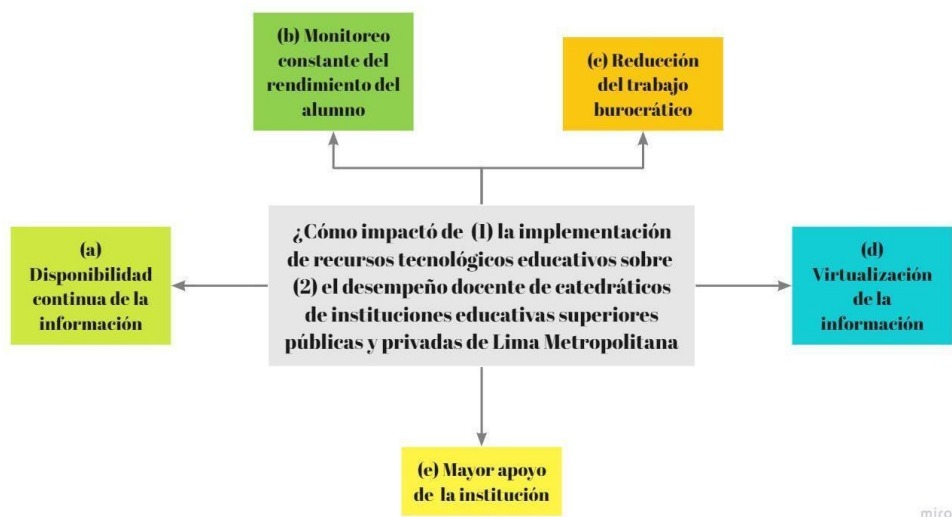 (b) Monitoreo
constante del
rendimiento del
alumno
(c) Reducción
del trabajo
burocrático
(a)
Disponibilidad
continua de la
información
¿Cómo impactó de (1) la implementación
de recursos tecnológicos educativos sobre
(2) el desempeño docente de catedráticos
de instituciones educativas superiores
públicas y privadas de Lima Metropolitana
(d)
Virtualización
de la
información
(e) Mayor apoyo
de la institución
miro